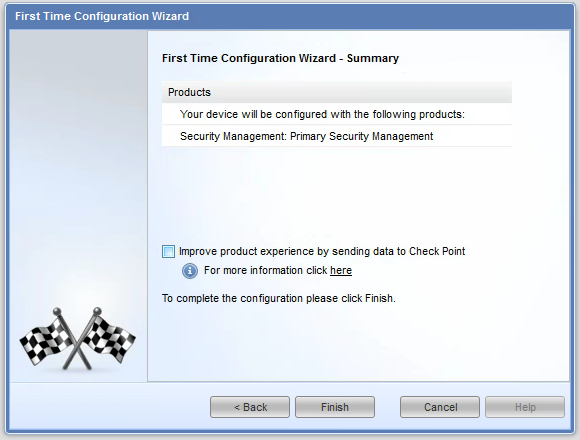 First Time Configuration Wizard
First Time Configuration Wizard - Summary
Products
Your device will be configured with the following products:
Security Management: Primary Security Management
Improve product experience by sending data to Check Point
i For more information click here
To complete the configuration please click Finish.
< Back Finish Cancel Help